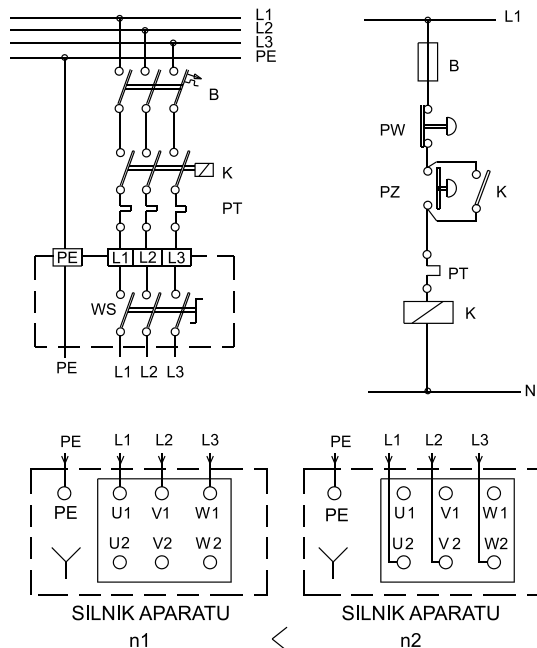 L1
L2
L3
PE
B
K
PT
PE L1 L2 L3
WS
PE L1 L2 L3
L1
B
PW
PZ K
PT
K
N
PE L1 L2 L3
PE U1 V1 W1
U2 V2 W2
SILNIK APARATU
n1
<
PE L1 L2 L3
PE U1 V1 W1
U2 V2 W2
SILNIK APARATU
n2